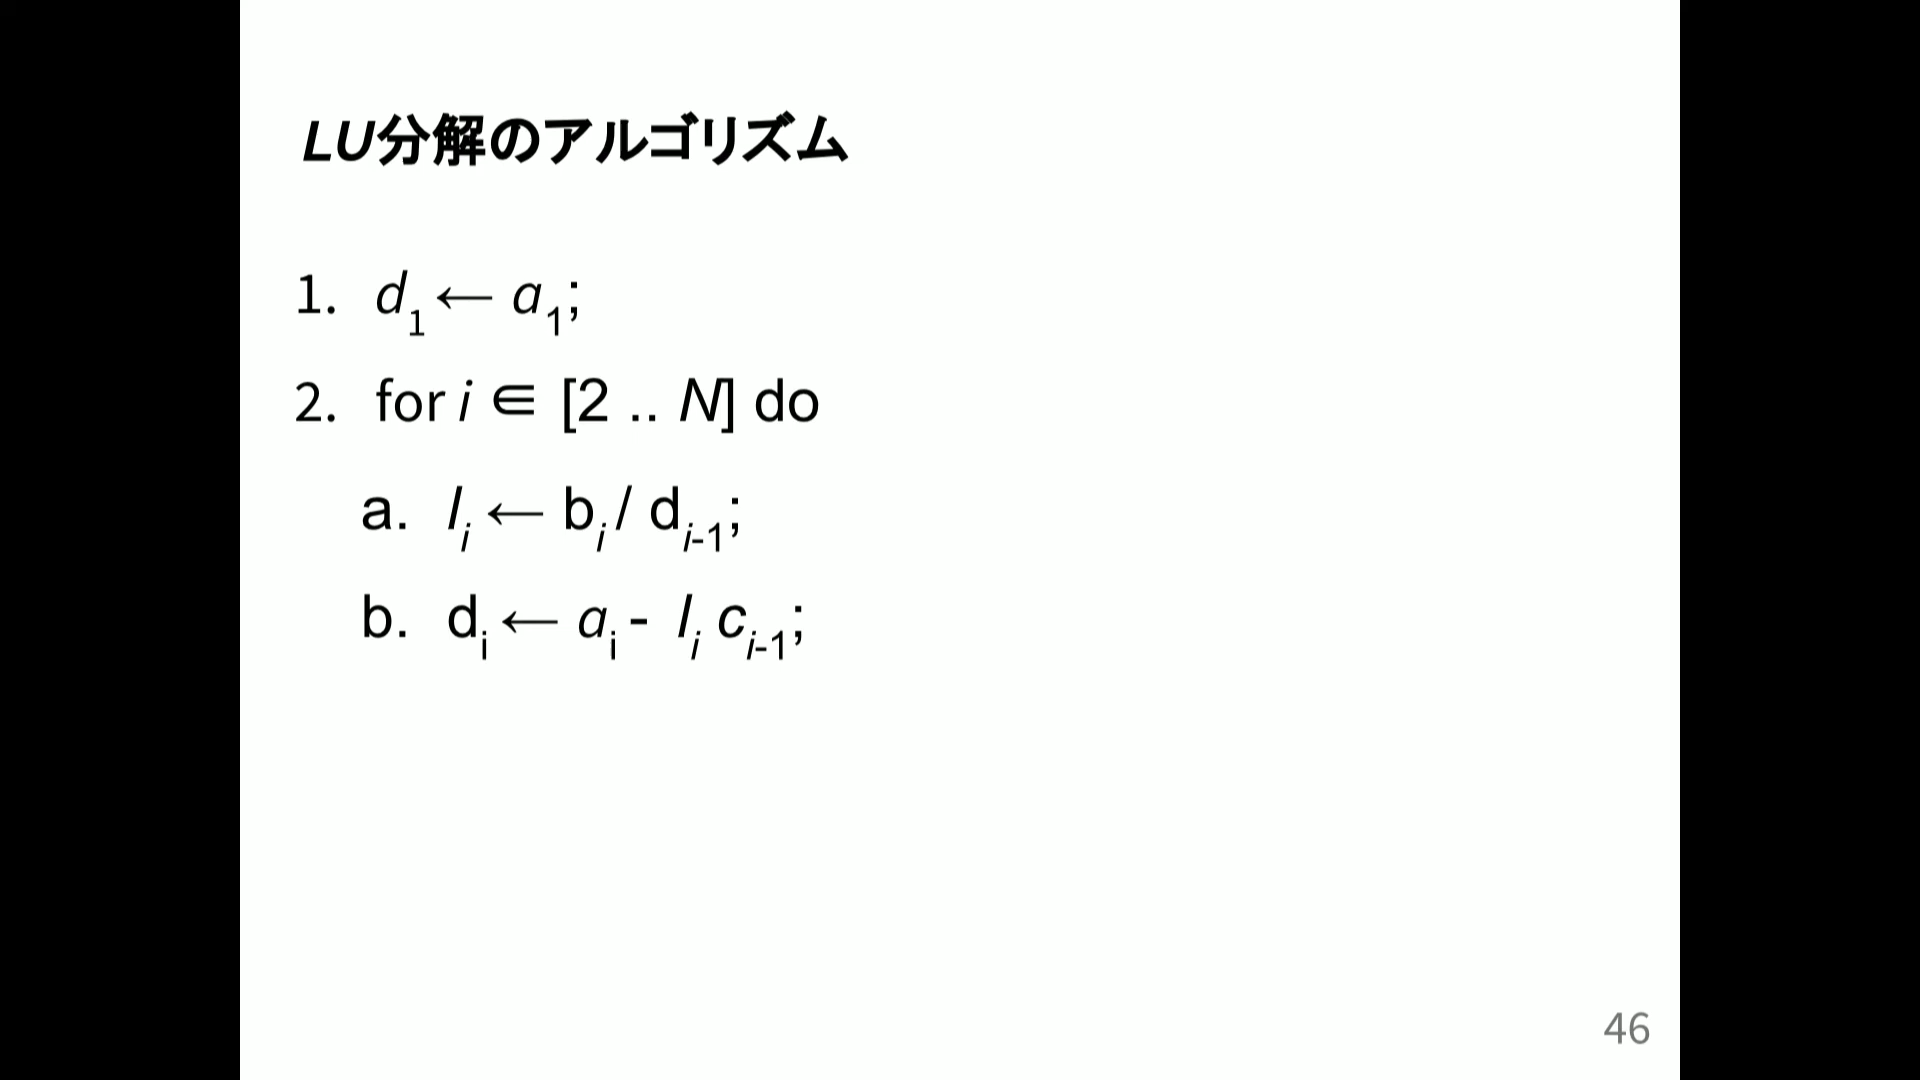 LU分解のアルゴリズム
1. d₁ ← a₁;
2. for i ∈ [2 .. N] do
a. lᵢ ← bᵢ / dᵢ₋₁;
b. dᵢ ← aᵢ - lᵢ cᵢ₋₁;
46